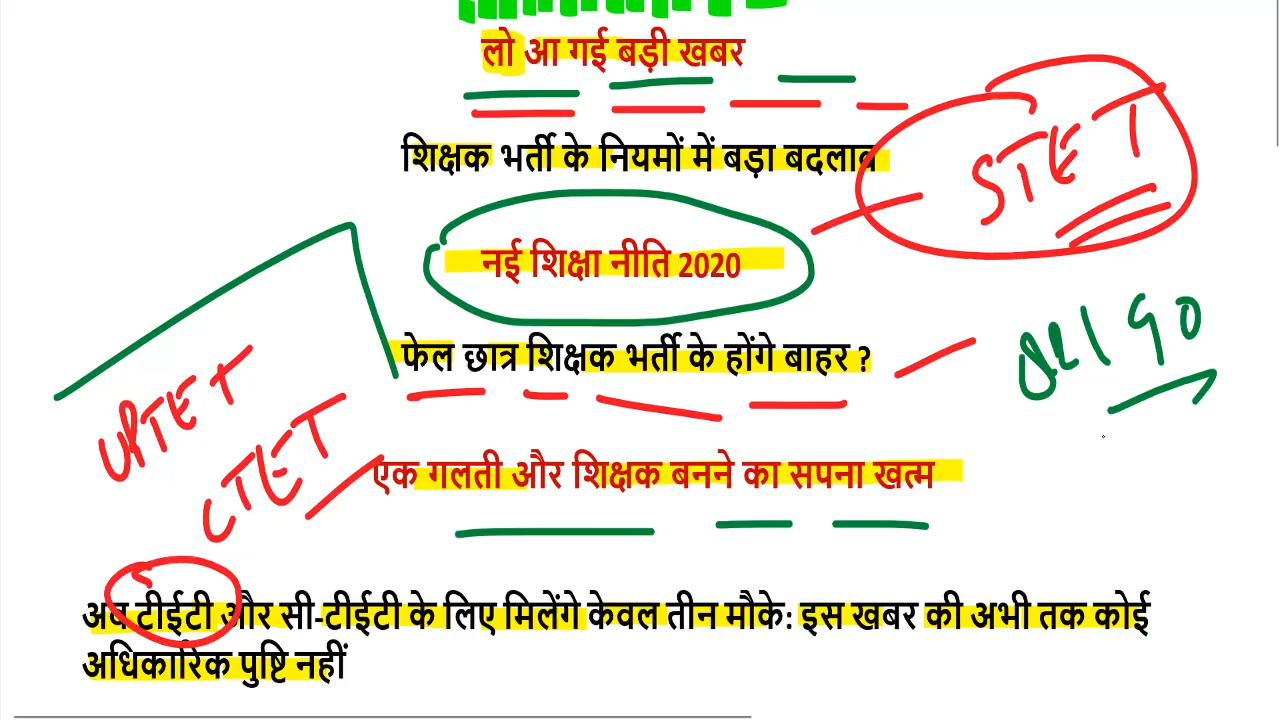 लो आ गई बड़ी खबर
शिक्षक भर्ती के नियमों में बड़ा बदलाव
STET
नई शिक्षा नीति 2020
फेल छात्र शिक्षक भर्ती के होंगे बाहर ?
UPTET
CTET
एक गलती और शिक्षक बनने का सपना खत्म
अब टीईटी और सी-टीईटी के लिए मिलेंगे केवल तीन मौके: इस खबर की अभी तक कोई
अधिकारिक पुष्टि नहीं